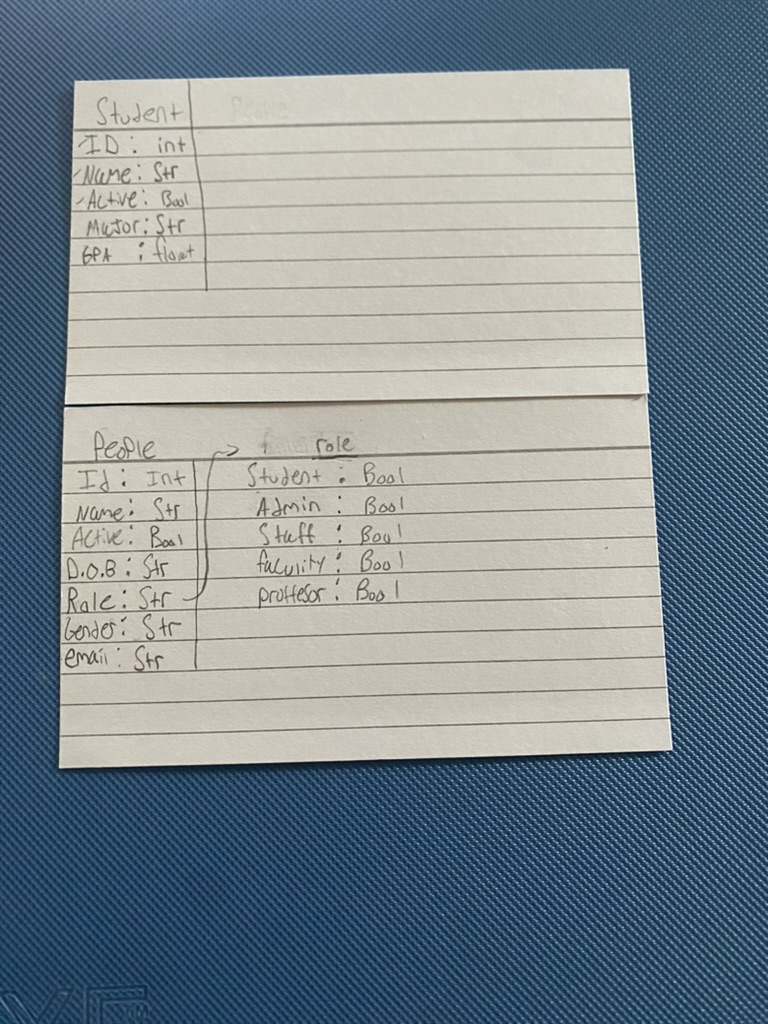 Student
ID : int
Name : Str
Active : Bool
Major : Str
GPA : float
People
Id : Int
Name : Str
Active : Bool
D.O.B : Str
Role : Str
Gender : Str
email : Str
role
Student : Bool
Admin : Bool
Staff : Bool
faculity : Bool
proffesor : Bool